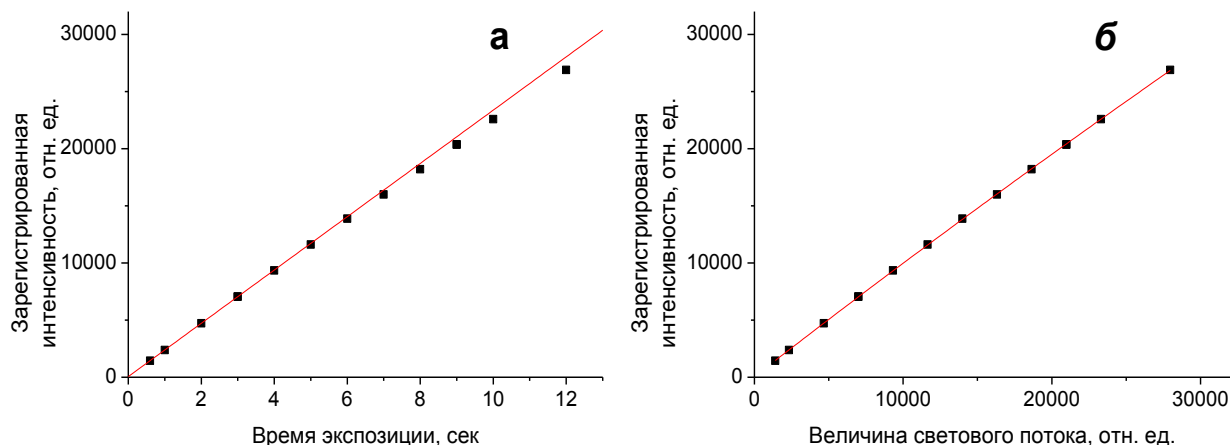 а
30000
20000
10000
0
0 2 4 6 8 10 12
Зарегистрированная
интенсивность, отн. ед.
Время экспозиции, сек
б
30000
20000
10000
0
0 10000 20000 30000
Зарегистрированная
интенсивность, отн. ед.
Величина светового потока, отн. ед.